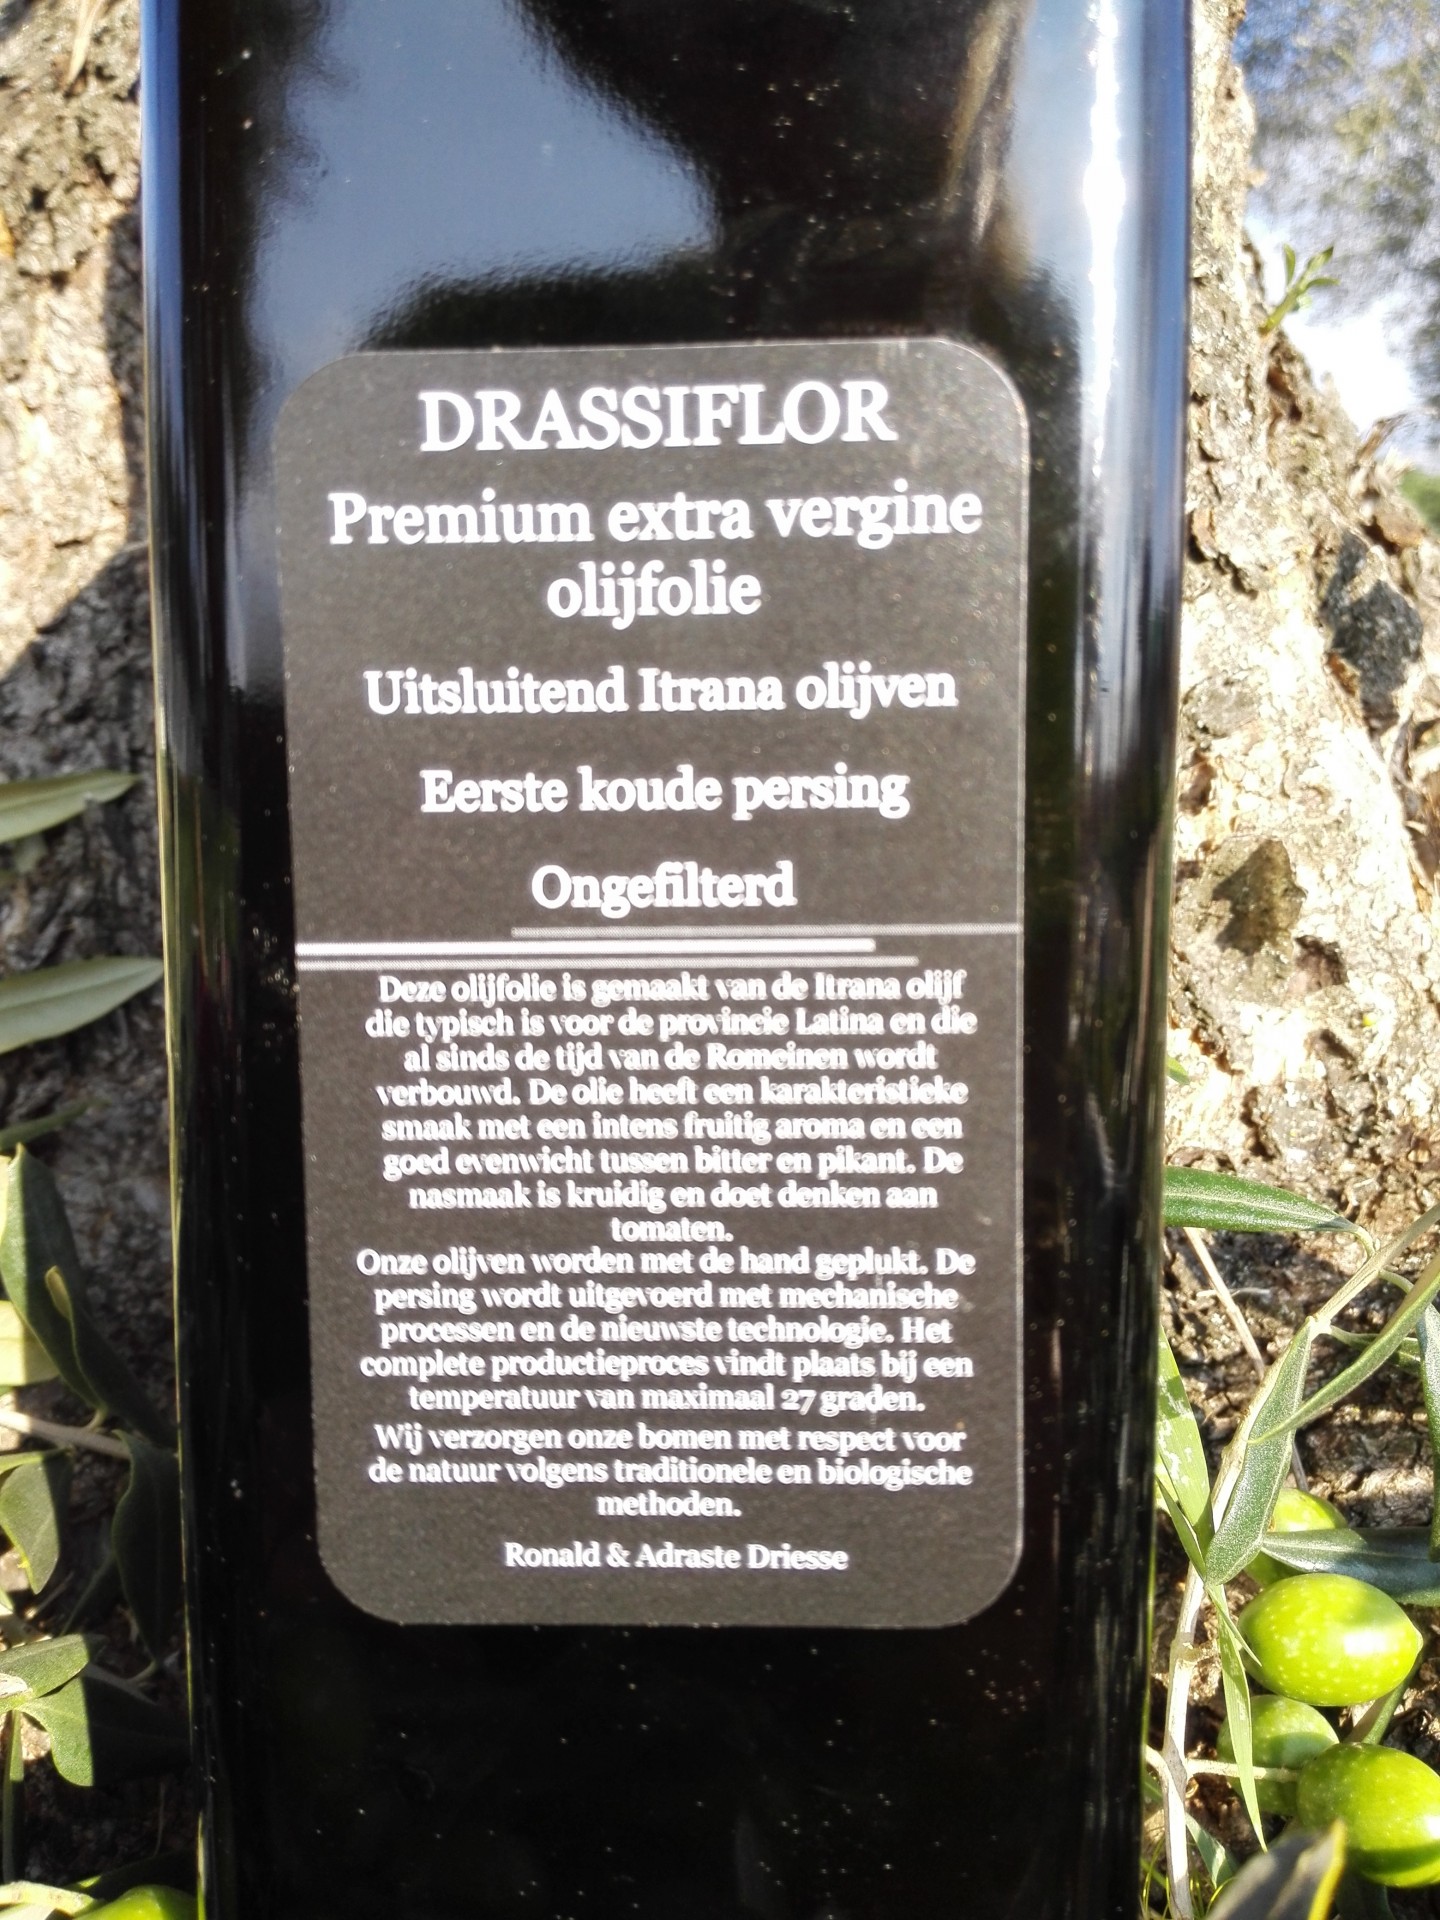 DRASSIFLOR
Premium extra vergine
olijfolie
Uitsluitend Itrana olijven
Eerste koude persing
Ongefilterd
Deze olijfolie is gemaakt van de Itrana olijf
die typisch is voor de provincie Latina en die
al sinds de tijd van de Romeinen wordt
verbouwd. De olie heeft een karakteristieke
smaak met een intens fruitig aroma en een
goed evenwicht tussen bitter en pikant. De
nasmaak is kruidig en doet denken aan
tomaten.
Onze olijven worden met de hand geplukt. De
persing wordt uitgevoerd met mechanische
processen en de nieuwste technologie. Het
complete productieproces vindt plaats bij een
temperatuur van maximaal 27 graden.
Wij verzorgen onze bomen met respect voor
de natuur volgens traditionele en biologische
methoden.
Ronald & Adraste Driesse